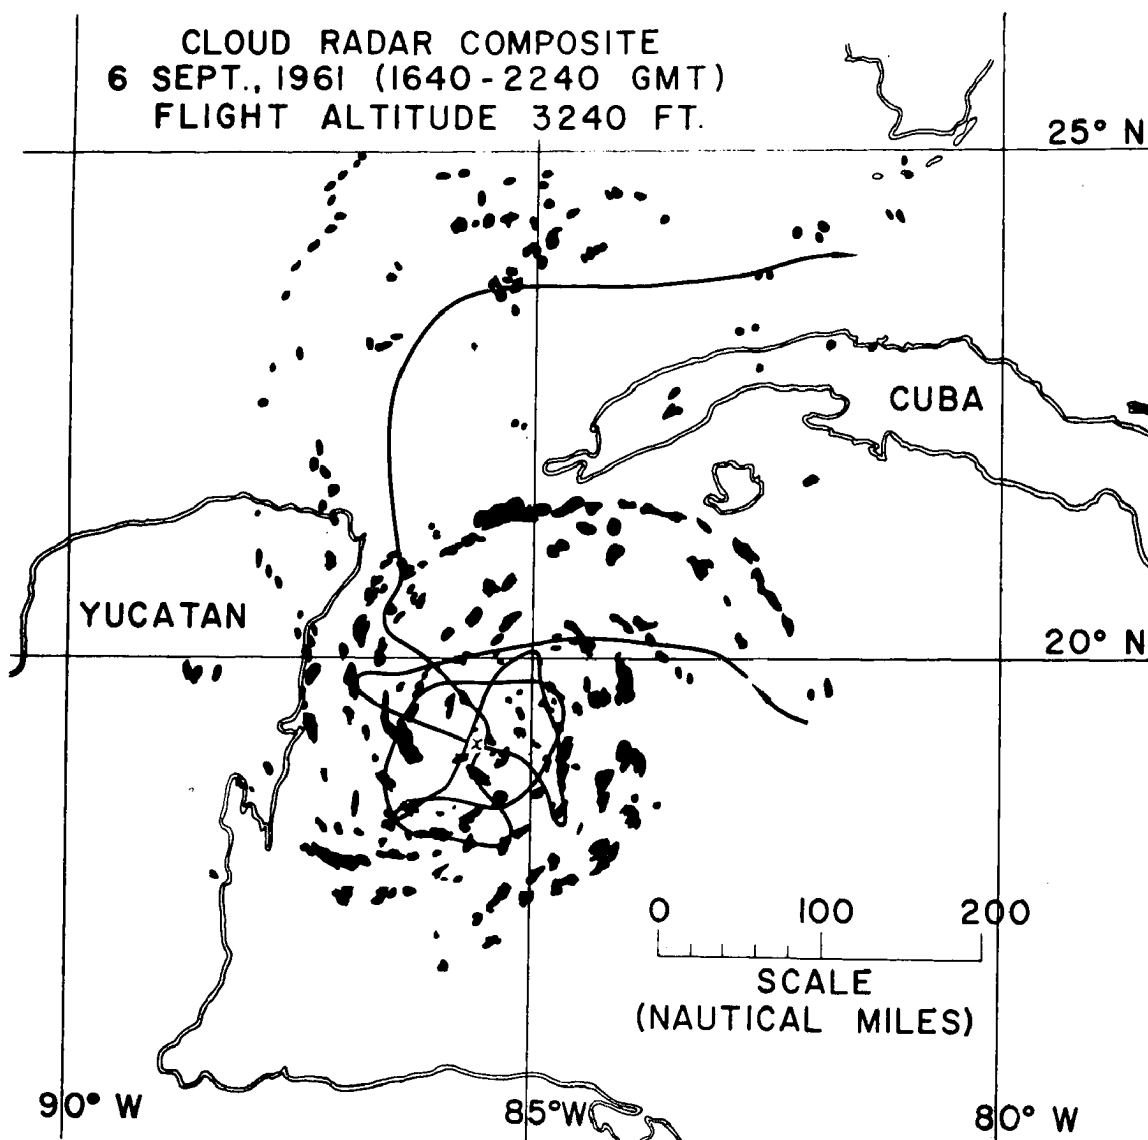 CLOUD RADAR COMPOSITE
6 SEPT., 1961 (1640-2240 GMT)
FLIGHT ALTITUDE 3240 FT.
25° N
CUBA
YUCATAN
20° N
x
0 100 200
SCALE
(NAUTICAL MILES)
90° W
85°W
80° W